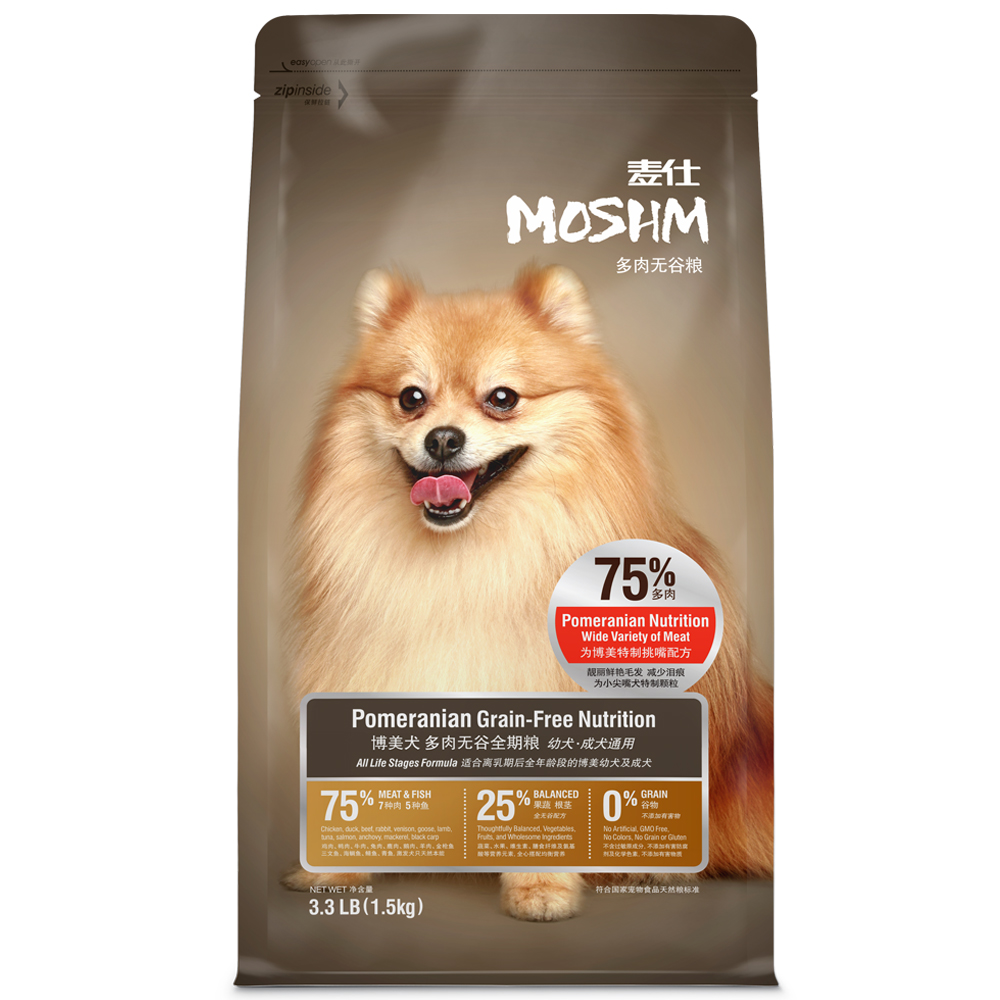 easyopen
zipinside
麦仕
MOSHM
多肉无谷粮
75% 多肉
Pomeranian Nutrition
Wide Variety of Meat
为博美特制挑嘴配方
靓丽鲜艳毛发 减少泪痕
为小尖嘴犬特制颗粒
Pomeranian Grain-Free Nutrition
博美犬 多肉无谷全期粮 幼犬·成犬通用
All Life Stages Formula 适合离乳期后全年龄段的博美幼犬及成犬
75% MEAT & FISH
7种肉 5种鱼
Chicken, duck, beef, rabbit, venison, goose, lamb,
tuna, salmon, anchovy, mackerel, black carp
25% BALANCED
果蔬 根茎
全无谷配方
Thoughtfully Balanced, Vegetables,
Fruits, and Wholesome Ingredients
0% GRAIN
谷物
不添加有害物
No Artificial, GMO Free,
No Colors, No Grain or Gluten
NET WET 净含量
3.3 LB(1.5kg)
符合国家宠物食品天然粮标准